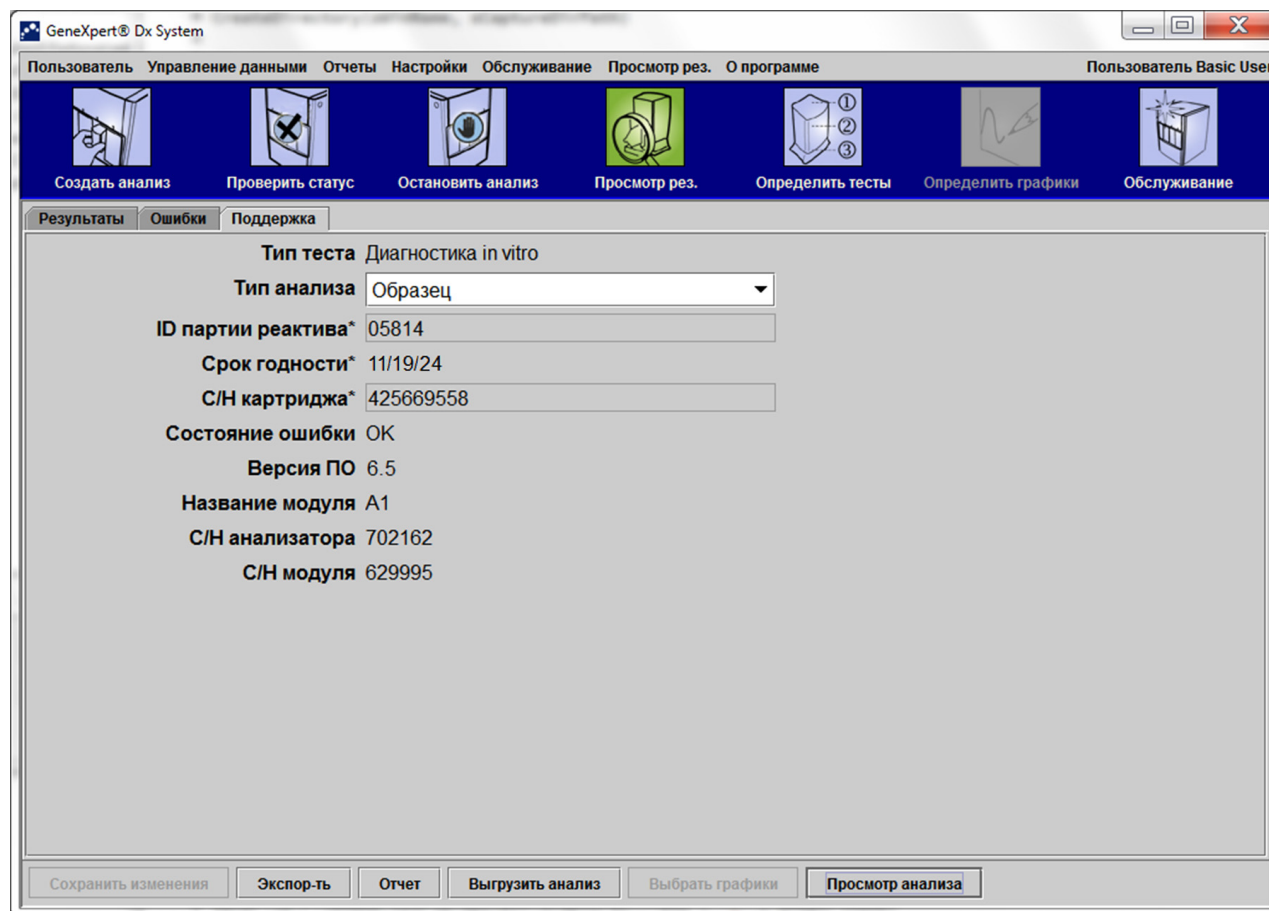 GeneXpert® Dx System
Пользователь Управление данными Отчеты Настройки Обслуживание Просмотр рез. О программе Пользователь Basic User
① ② ③
Создать анализ Проверить статус Остановить анализ Просмотр рез. Определить тесты Определить графики Обслуживание
Результаты Ошибки Поддержка
Тип теста Диагностика in vitro
Тип анализа Образец
ID партии реактива* 05814
Срок годности* 11/19/24
С/Н картриджа* 425669558
Состояние ошибки OK
Версия ПО 6.5
Название модуля A1
С/Н анализатора 702162
С/Н модуля 629995
Сохранить изменения Экспор-ть Отчет Выгрузить анализ Выбрать графики Просмотр анализа